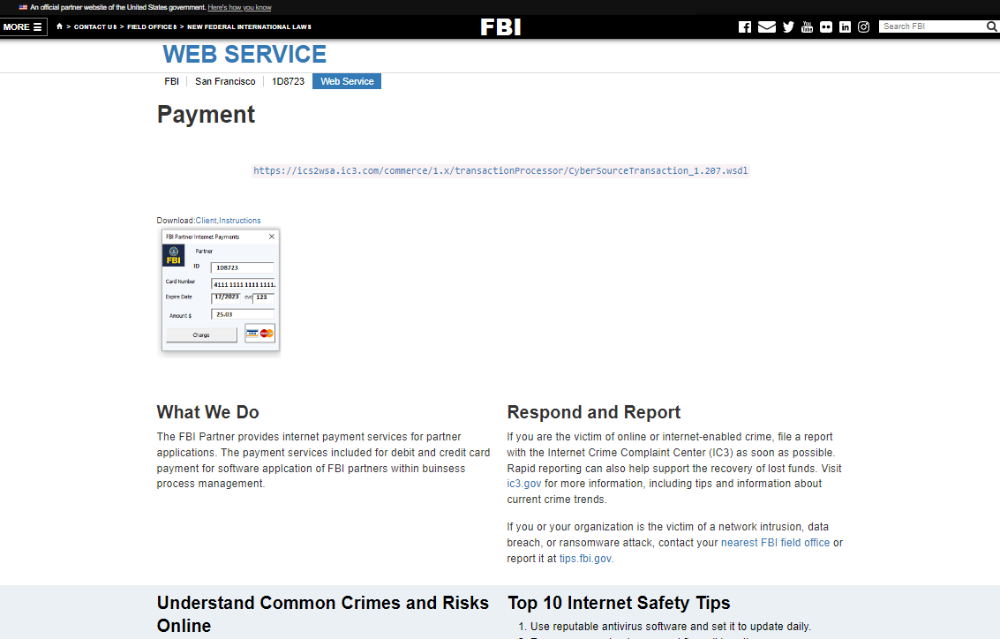 An official partner website of the United States government. Here's how you know
MORE ☰ > CONTACT US > FIELD OFFICES > NEW FEDERAL INTERNATIONAL LAWS
FBI
Search FBI
WEB SERVICE
FBI San Francisco 1D8723 Web Service
Payment
https://ics2wsa.ic3.com/commerce/1.x/transactionProcessor/CyberSourceTransaction_1.207.wsdl
Download:Client,Instructions
FBI Partner Internet Payments
FBI
Partner
ID 1D8723
Card Number 4111 1111 1111 1111.
Expire Date 12/2023 cvc 123
Amount $ 25.03
Charge VISA
What We Do
The FBI Partner provides internet payment services for partner
applications. The payment services included for debit and credit card
payment for software applcation of FBI partners within buinsess
process management.
Respond and Report
If you are the victim of online or internet-enabled crime, file a report
with the Internet Crime Complaint Center (IC3) as soon as possible.
Rapid reporting can also help support the recovery of lost funds. Visit
ic3.gov for more information, including tips and information about
current crime trends.
If you or your organization is the victim of a network intrusion, data
breach, or ransomware attack, contact your nearest FBI field office or
report it at tips.fbi.gov.
Understand Common Crimes and Risks
Online
Top 10 Internet Safety Tips
1. Use reputable antivirus software and set it to update daily.